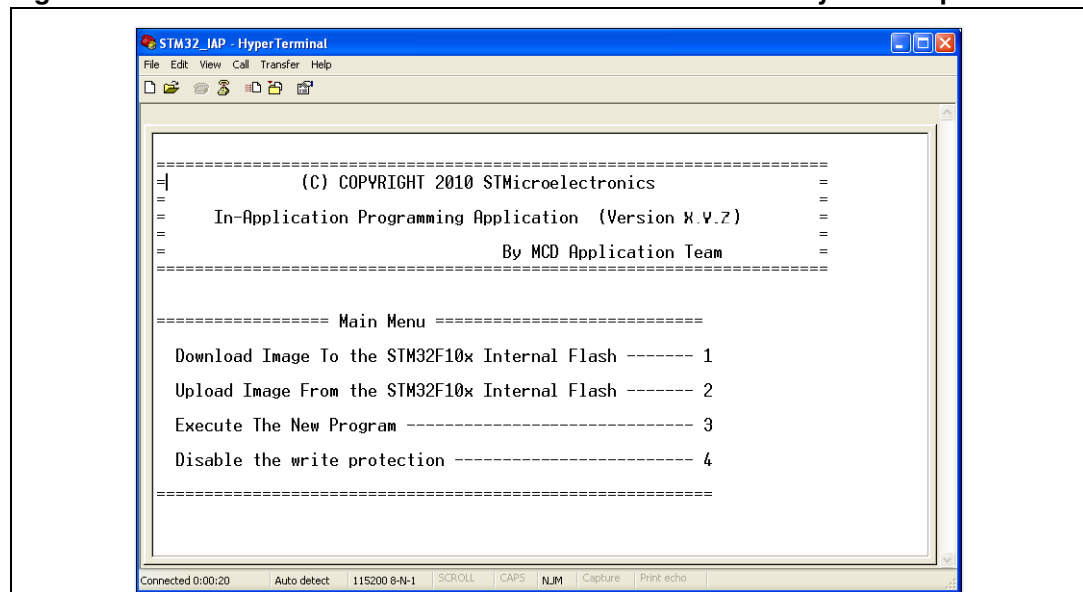 STM32_IAP - HyperTerminal
File Edit View Call Transfer Help
=====================================================================
=| (C) COPYRIGHT 2010 STMicroelectronics =
= =
= In-Application Programming Application (Version X.Y.Z) =
= =
= By MCD Application Team =
=====================================================================
================== Main Menu ============================
Download Image To the STM32F10x Internal Flash ------- 1
Upload Image From the STM32F10x Internal Flash ------- 2
Execute The New Program ------------------------------ 3
Disable the write protection ------------------------- 4
==========================================================
Connected 0:00:20 Auto detect 115200 8-N-1 SCROLL CAPS NUM Capture Print echo